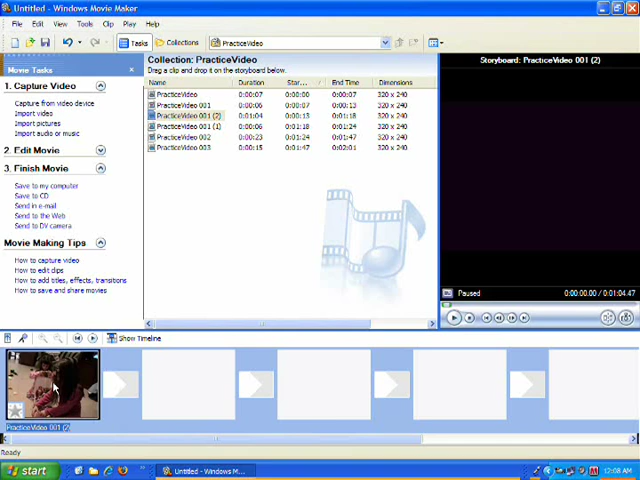 Untitled - Windows Movie Maker
File Edit View Tools Clip Play Help
Tasks Collections PracticeVideo
Movie Tasks
1. Capture Video
Capture from video device
Import video
Import pictures
Import audio or music
2. Edit Movie
3. Finish Movie
Save to my computer
Save to CD
Send in e-mail
Send to the Web
Send to DV camera
Movie Making Tips
How to capture video
How to edit clips
How to add titles, effects, transitions
How to save and share movies
Collection: PracticeVideo
Drag a clip and drop it on the storyboard below.
Name Duration Star... End Time Dimensions
PracticeVideo 0:00:07 0:00:00 0:00:07 320 x 240
PracticeVideo 001 0:00:06 0:00:07 0:00:13 320 x 240
PracticeVideo 001 (2) 0:01:04 0:00:13 0:01:18 320 x 240
PracticeVideo 001 (1) 0:00:06 0:01:18 0:01:24 320 x 240
PracticeVideo 002 0:00:23 0:01:24 0:01:47 320 x 240
PracticeVideo 003 0:00:15 0:01:47 0:02:01 320 x 240
Storyboard: PracticeVideo 001 (2)
Paused 0:00:00.00 / 0:01:04.47
Show Timeline
PracticeVideo 001 (2)
Ready
start Untitled - Windows M... 12:08 AM